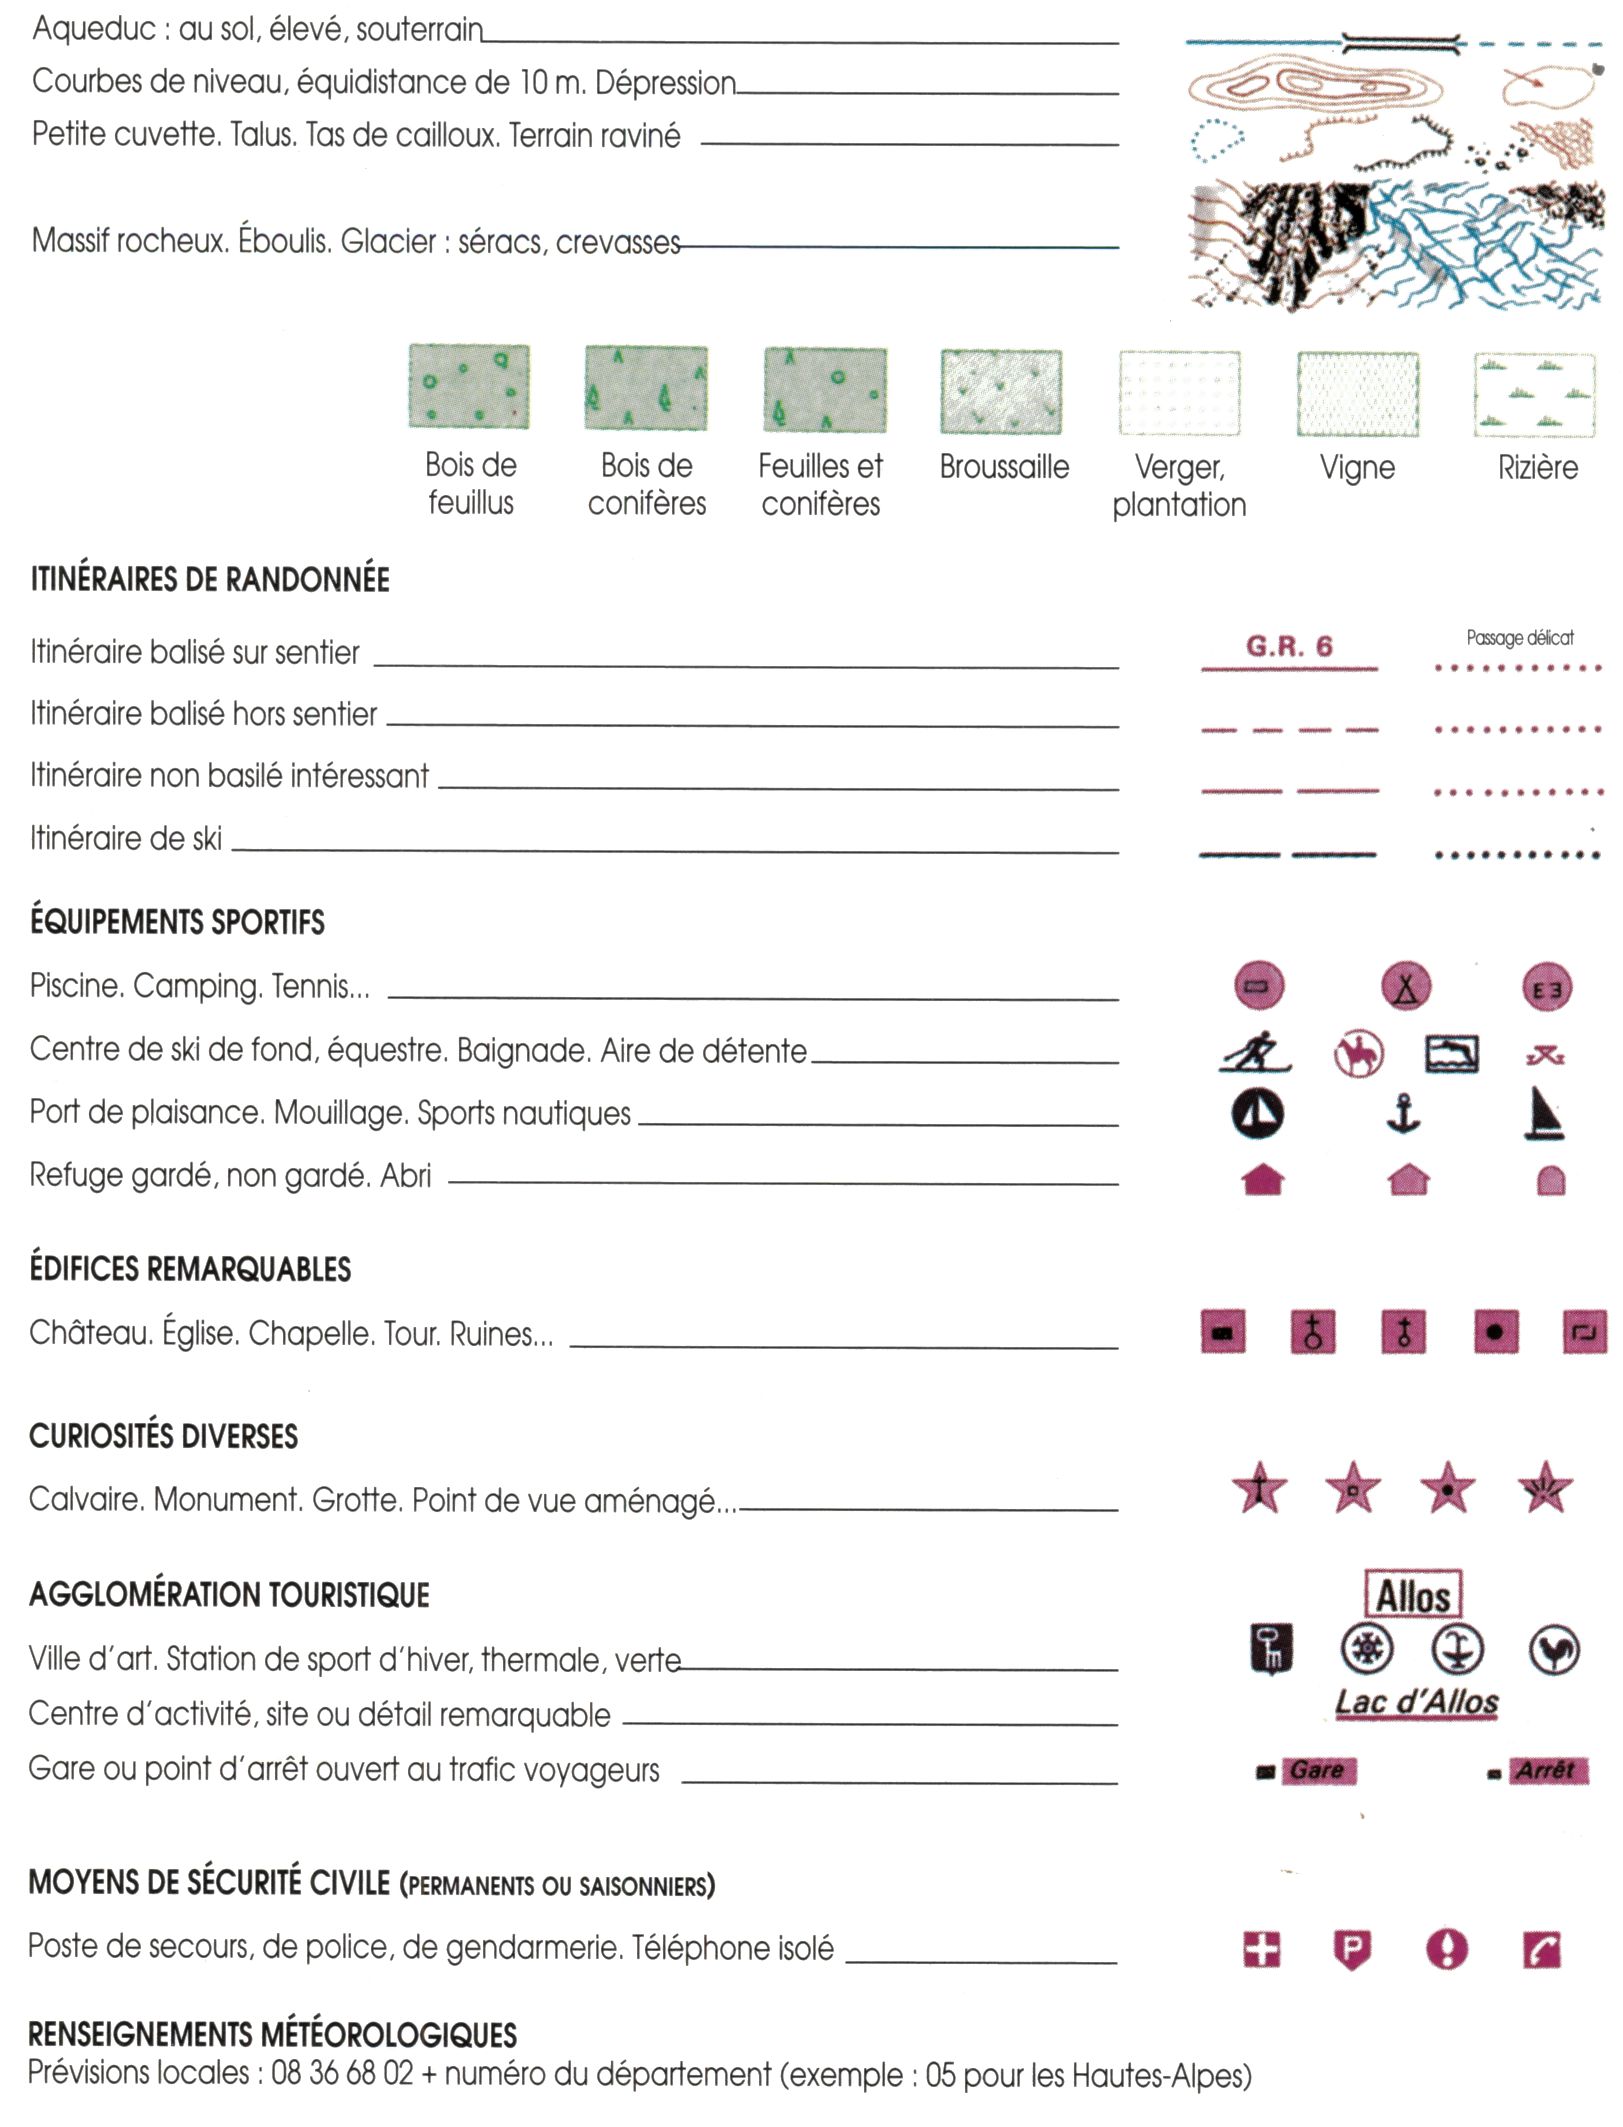 Aqueduc : au sol, élevé, souterrain
Courbes de niveau, équidistance de 10 m. Dépression
Petite cuvette. Talus. Tas de cailloux. Terrain raviné
Massif rocheux. Éboulis. Glacier : séracs, crevasses
Bois de feuillus
Bois de conifères
Feuilles et conifères
Broussaille
Verger, plantation
Vigne
Rizière
ITINÉRAIRES DE RANDONNÉE
Itinéraire balisé sur sentier G.R. 6 Passage délicat
Itinéraire balisé hors sentier
Itinéraire non basilé intéressant
Itinéraire de ski
ÉQUIPEMENTS SPORTIFS
Piscine. Camping. Tennis...
Centre de ski de fond, équestre. Baignade. Aire de détente
Port de plaisance. Mouillage. Sports nautiques
Refuge gardé, non gardé. Abri
ÉDIFICES REMARQUABLES
Château. Église. Chapelle. Tour. Ruines...
CURIOSITÉS DIVERSES
Calvaire. Monument. Grotte. Point de vue aménagé...
AGGLOMÉRATION TOURISTIQUE Allos
Ville d'art. Station de sport d'hiver, thermale, verte
Centre d'activité, site ou détail remarquable Lac d'Allos
Gare ou point d'arrêt ouvert au trafic voyageurs Gare Arrêt
MOYENS DE SÉCURITÉ CIVILE (PERMANENTS OU SAISONNIERS)
Poste de secours, de police, de gendarmerie. Téléphone isolé P
RENSEIGNEMENTS MÉTÉOROLOGIQUES
Prévisions locales : 08 36 68 02 + numéro du département (exemple : 05 pour les Hautes-Alpes)